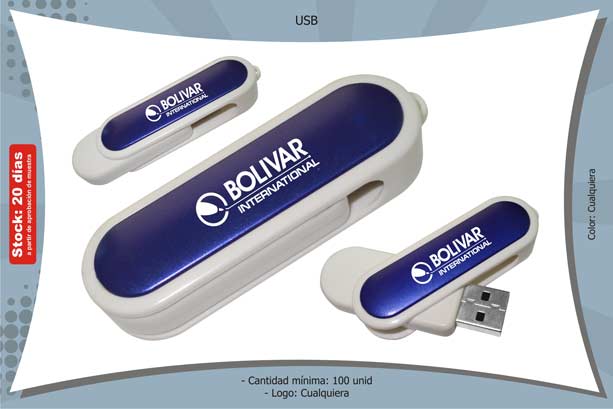 USB
BOLIVAR
INTERNATIONAL
BOLIVAR
INTERNATIONAL
BOLIVAR
INTERNATIONAL
Stock: 20 días
a partir de aprobación de muestra
Color: Cualquiera
- Cantidad mínima: 100 unid
- Logo: Cualquiera